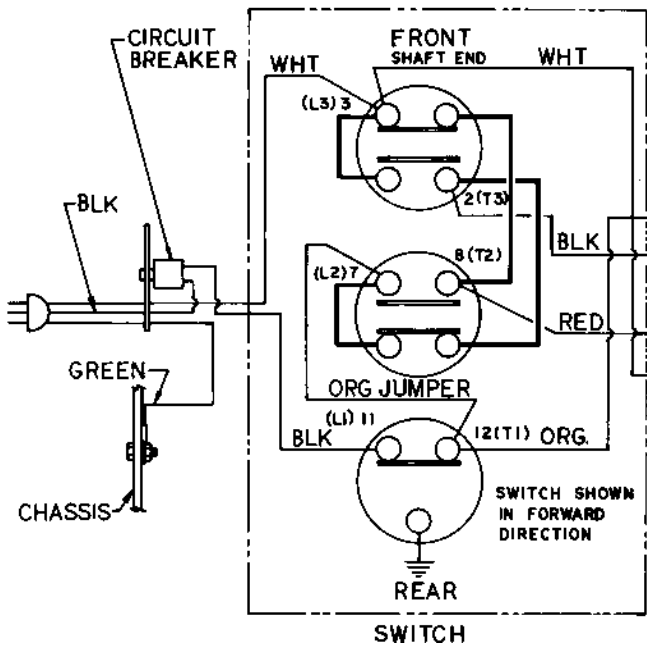 CIRCUIT
BREAKER
FRONT
SHAFT END
WHT
WHT
(L3) 3
2(T3)
BLK
BLK
8(T2)
(L2) 7
RED
GREEN
ORG JUMPER
(L1) 11
BLK
12(T1)
ORG.
CHASSIS
SWITCH SHOWN
IN FORWARD
DIRECTION
REAR
SWITCH